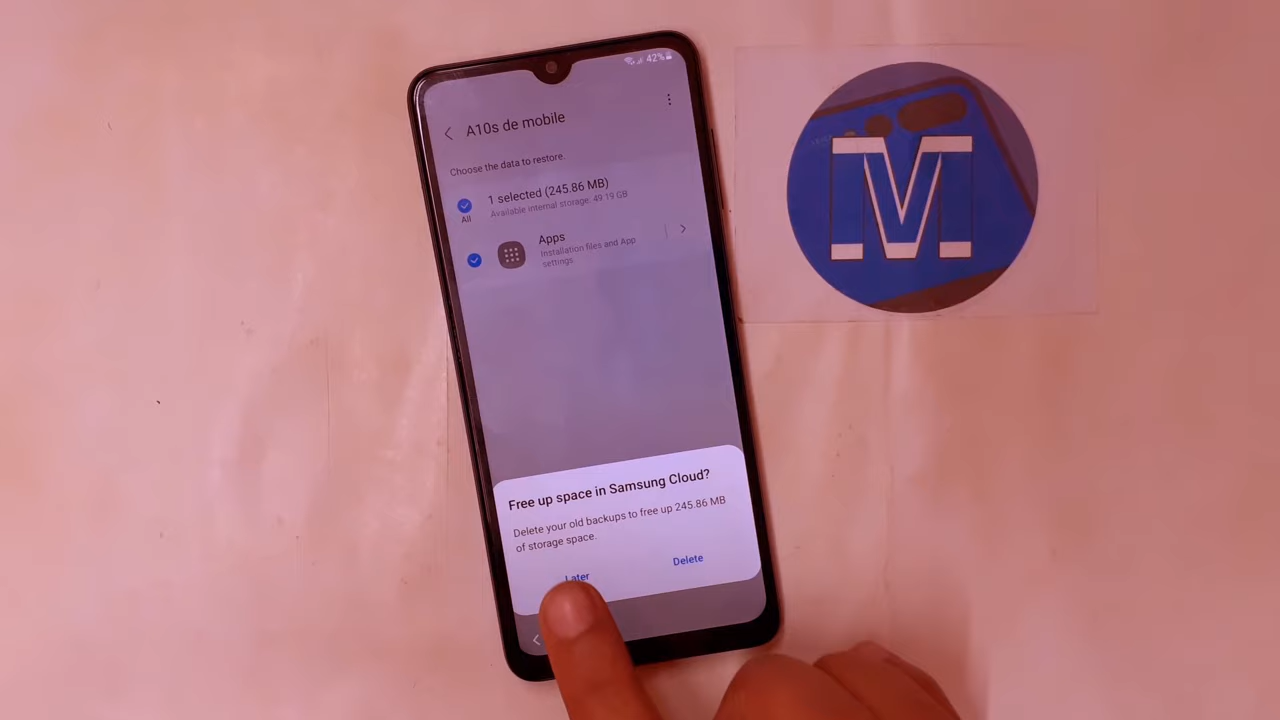 42%
A10s de mobile
Choose the data to restore.
1 selected (245.86 MB)
Available internal storage: 49.19 GB
All
Apps
Installation files and App
settings
Free up space in Samsung Cloud?
Delete your old backups to free up 245.86 MB
of storage space.
Later
Delete
M